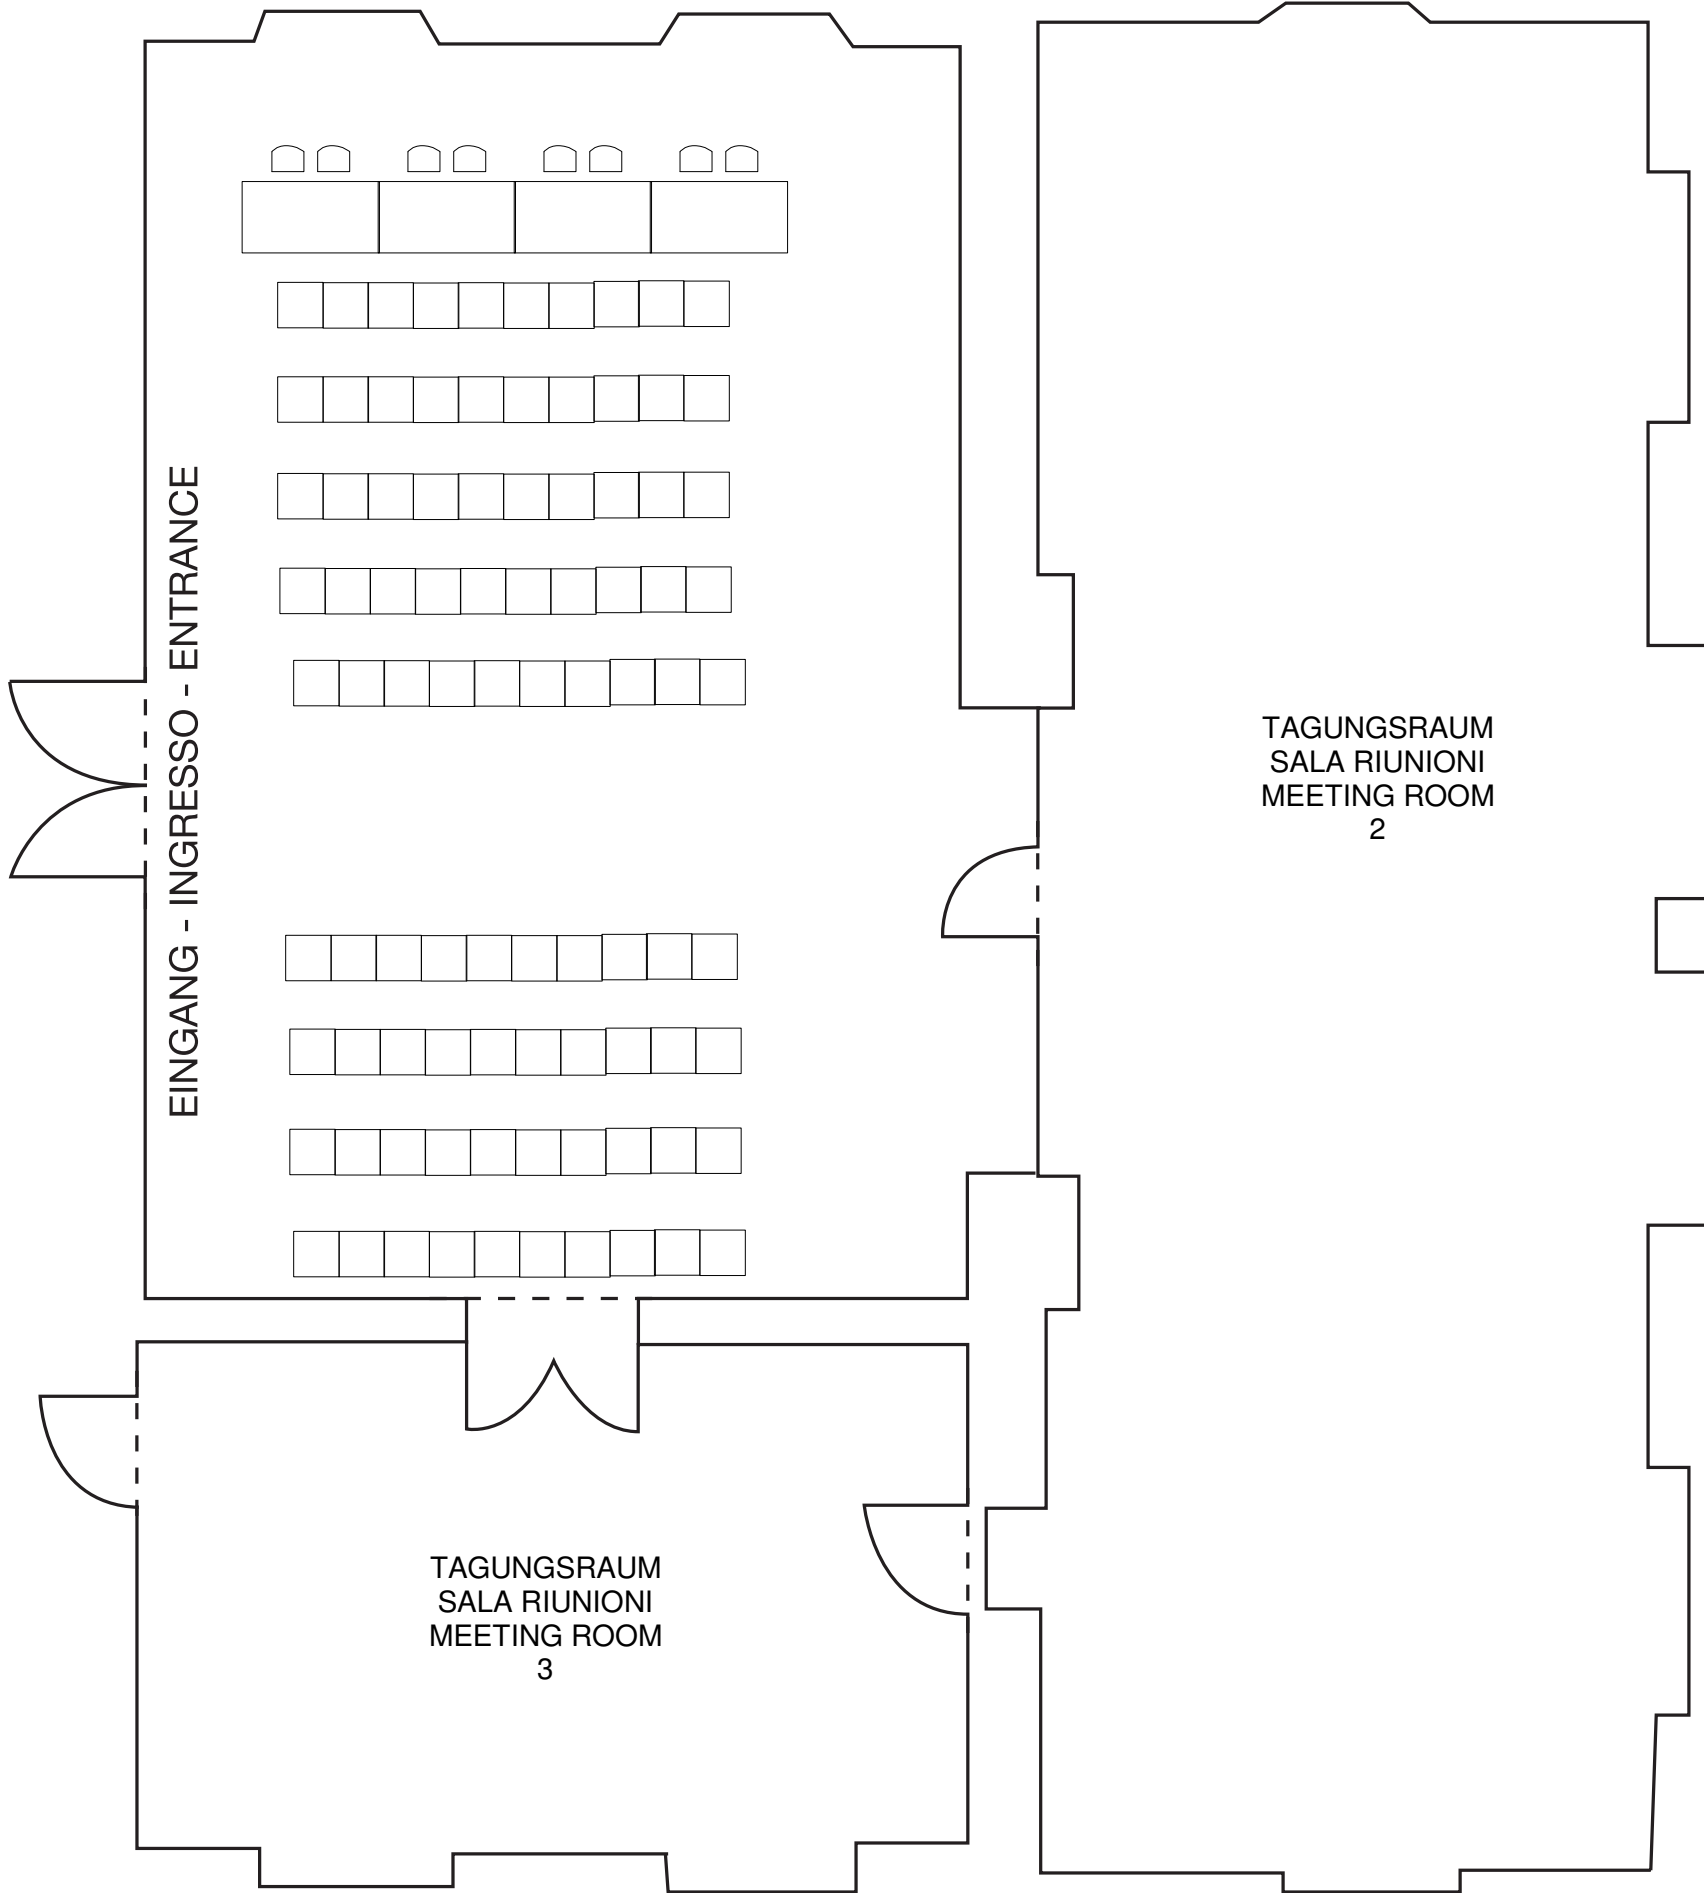 EINGANG - INGRESSO - ENTRANCE
TAGUNGSRAUM
SALA RIUNIONI
MEETING ROOM
2
TAGUNGSRAUM
SALA RIUNIONI
MEETING ROOM
3